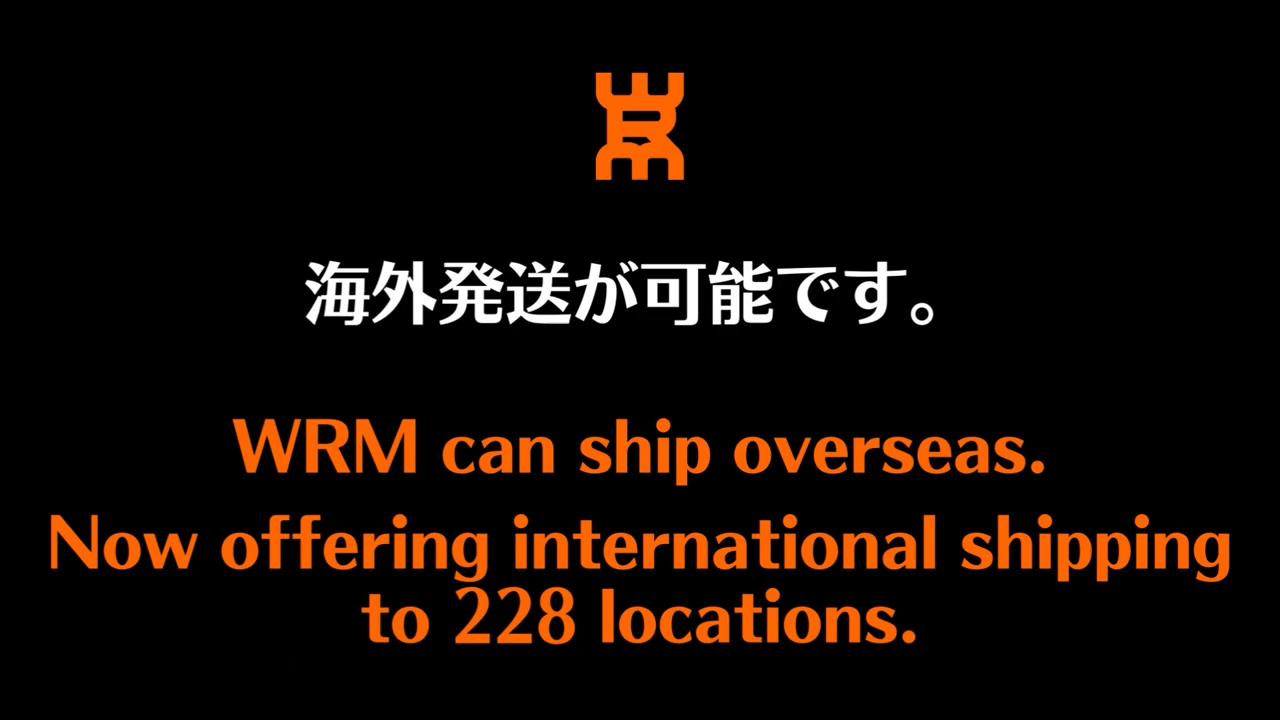 海外発送が可能です。
WRM can ship overseas.
Now offering international shipping
to 228 locations.